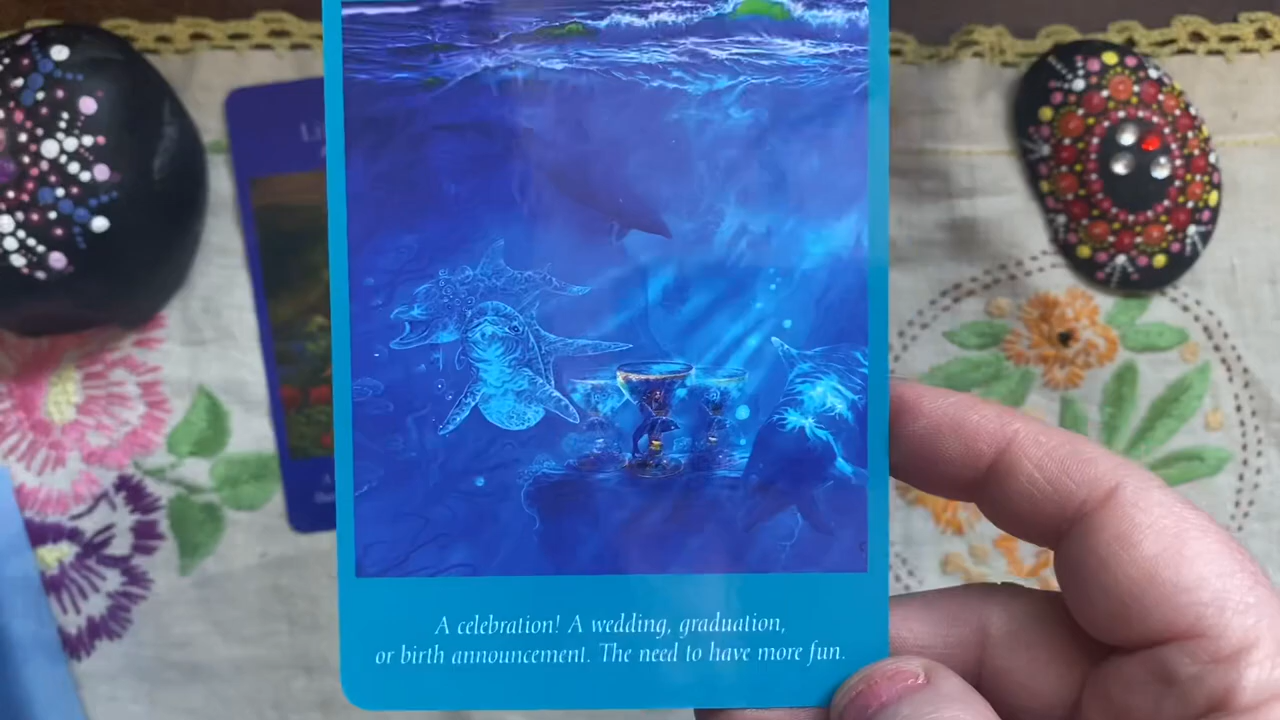 A celebration! A wedding, graduation,
or birth announcement. The need to have more fun.